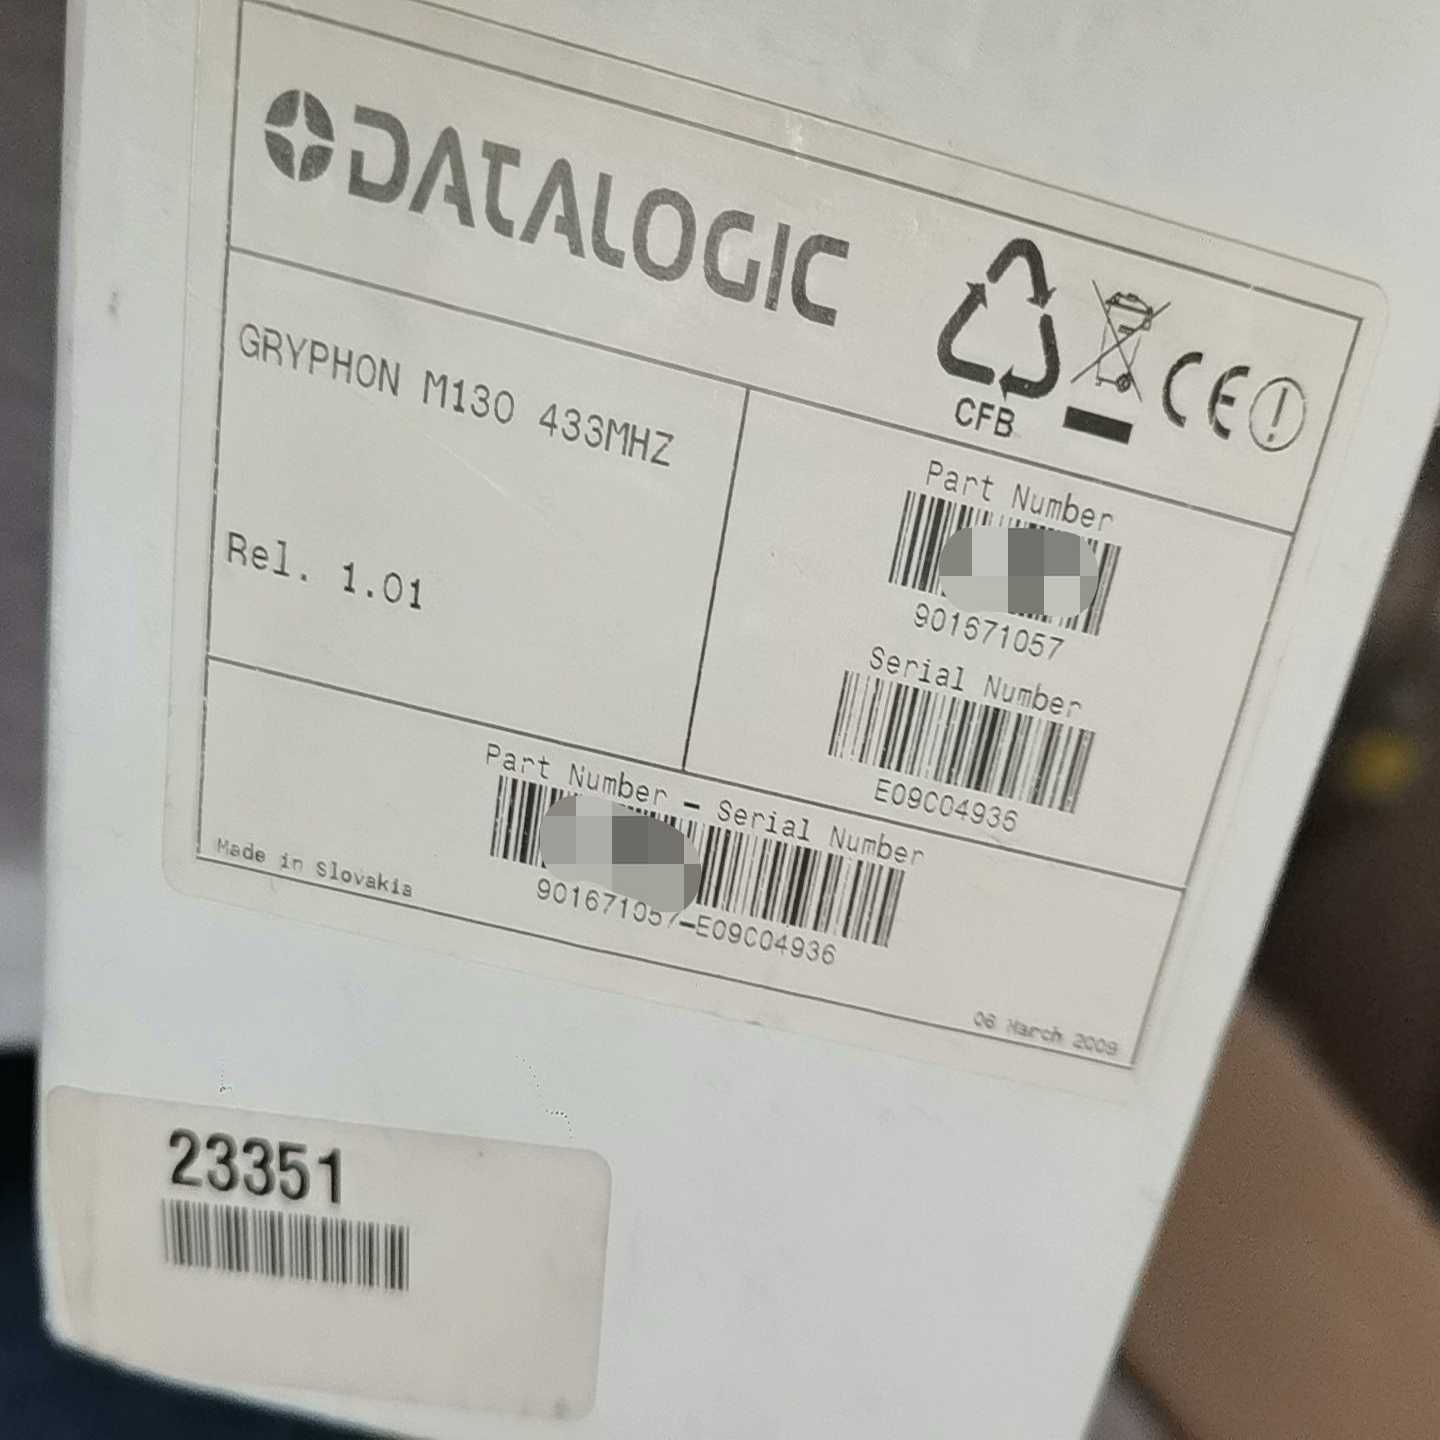 DATALOGIC
CFB
CE
GRYPHON M130 433MHZ
Rel. 1.01
Part Number
901671057
Serial Number
E09C04936
Part Number - Serial Number
901671057-E09C04936
Made in Slovakia
06 March 2009
23351